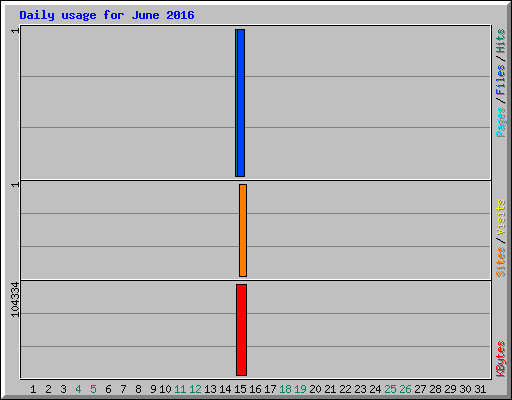 Daily usage for June 2016
1
Pages/Files/Hits
1
Sites/Visits
104334
KBytes
1 2 3 4 5 6 7 8 9 10 11 12 13 14 15 16 17 18 19 20 21 22 23 24 25 26 27 28 29 30 31